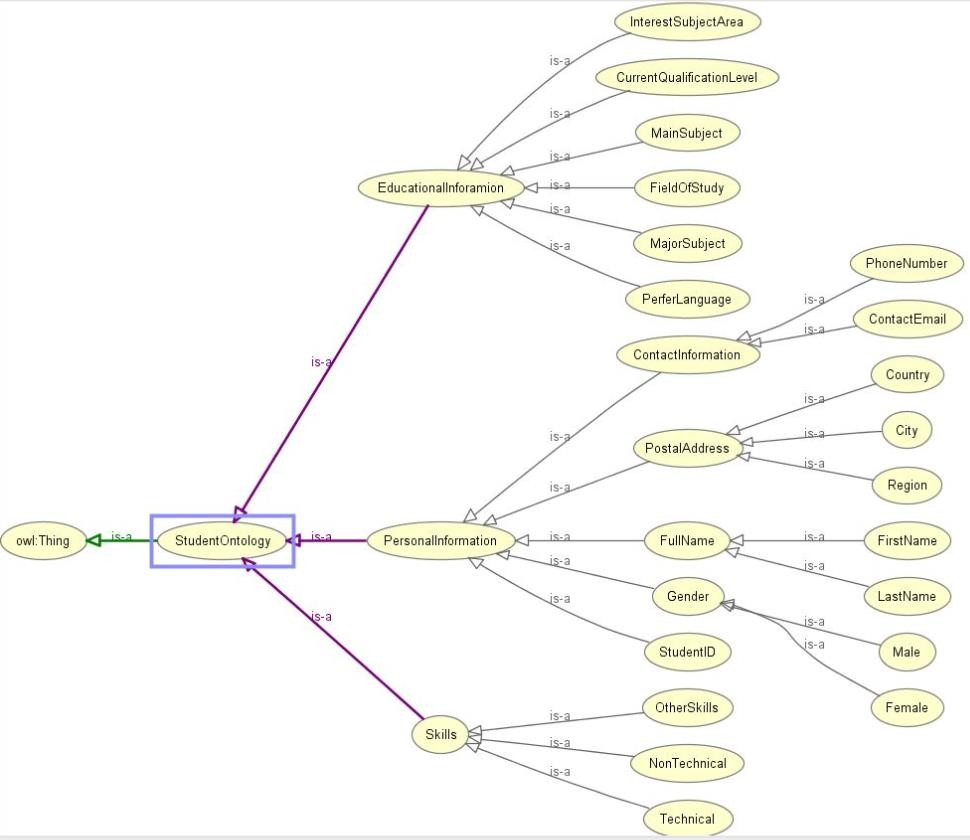 InterestSubjectArea
is-a
CurrentQualificationLevel
is-a
MainSubject
is-a
EducationalInforamion
is-a
FieldOfStudy
is-a
MajorSubject
is-a
PerferLanguage
PhoneNumber
is-a
ContactEmail
is-a
ContactInformation
is-a
Country
is-a
is-a
City
is-a
PostalAddress
is-a
Region
is-a
owl:Thing
is-a
StudentOntology
is-a
PersonalInformation
is-a
FullName
is-a
FirstName
is-a
is-a
LastName
Gender
is-a
is-a
Male
is-a
StudentID
is-a
Female
OtherSkills
is-a
Skills
is-a
NonTechnical
is-a
Technical